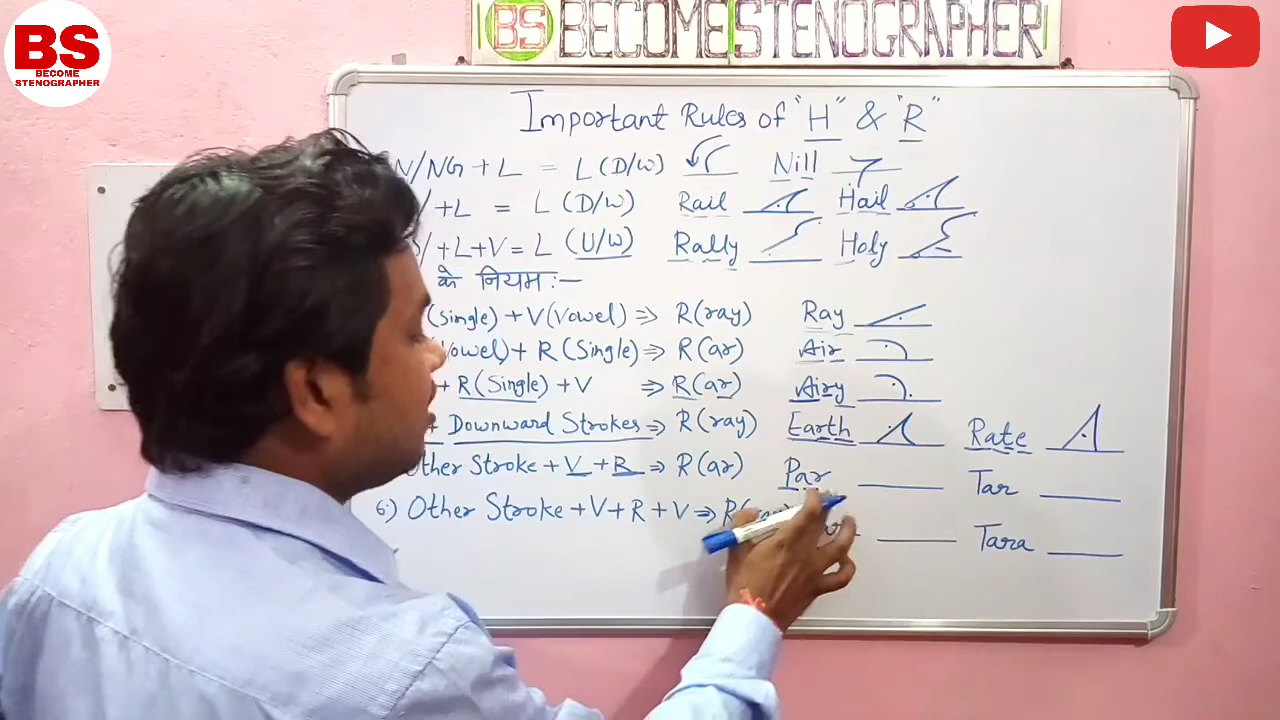 BS
BECOME
STENOGRAPHER
BS BECOME STENOGRAPHER
Important Rules of "H" & "R"
N/NG + L = L (D/W) Nill
/ + L = L (D/W) Rail Hail
/ + L + V = L (U/W) Rally Holy
के नियम :-
(Single) + V (Vowel) ⇒ R (ray) Ray
+ R (Single) ⇒ R (ar) Air
+ R (Single) + V ⇒ R (ar) Airy
+ Downward Strokes ⇒ R (ray) Earth Rate
Other Stroke + V + R ⇒ R (ar) Par Tar
6:) Other Stroke + V + R + V ⇒ R Tara